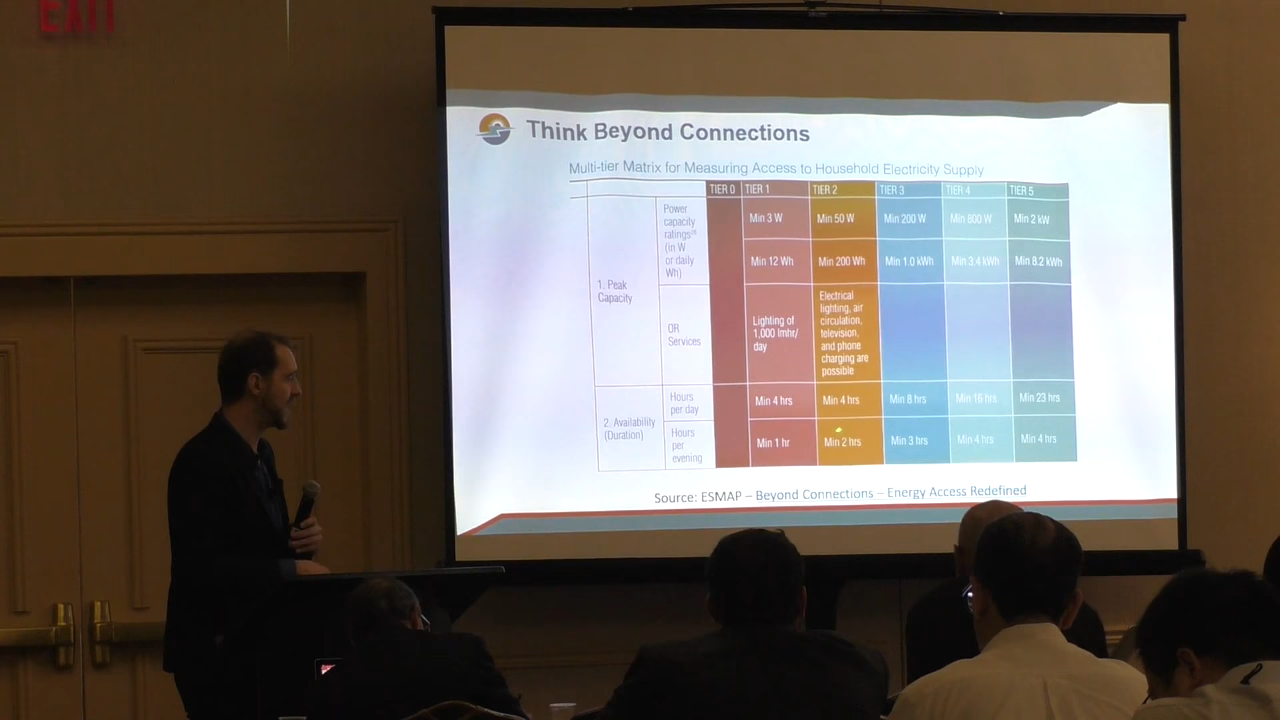 EXIT
Think Beyond Connections
Multi-tier Matrix for Measuring Access to Household Electricity Supply
TIER 0 TIER 1 TIER 2 TIER 3 TIER 4 TIER 5
1. Peak
Capacity
Power
capacity
ratings²⁸
(in W
or daily
Wh)
Min 3 W Min 50 W Min 200 W Min 800 W Min 2 kW
Min 12 Wh Min 200 Wh Min 1.0 kWh Min 3.4 kWh Min 8.2 kWh
OR
Services
Lighting of
1,000 lmhr/
day
Electrical
lighting, air
circulation,
television,
and phone
charging are
possible
2. Availability
(Duration)
Hours
per day
Min 4 hrs Min 4 hrs Min 8 hrs Min 16 hrs Min 23 hrs
Hours
per
evening
Min 1 hr Min 2 hrs Min 3 hrs Min 4 hrs Min 4 hrs
Source: ESMAP – Beyond Connections – Energy Access Redefined